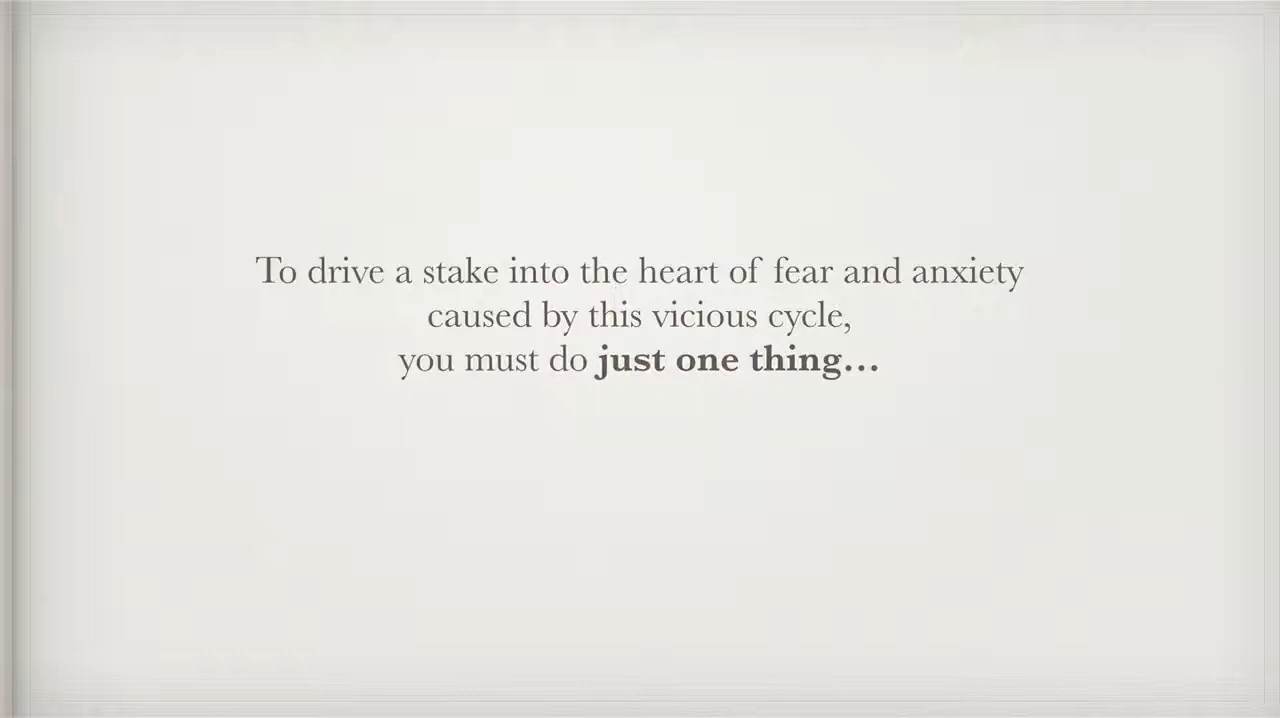 To drive a stake into the heart of fear and anxiety
caused by this vicious cycle,
you must do just one thing…